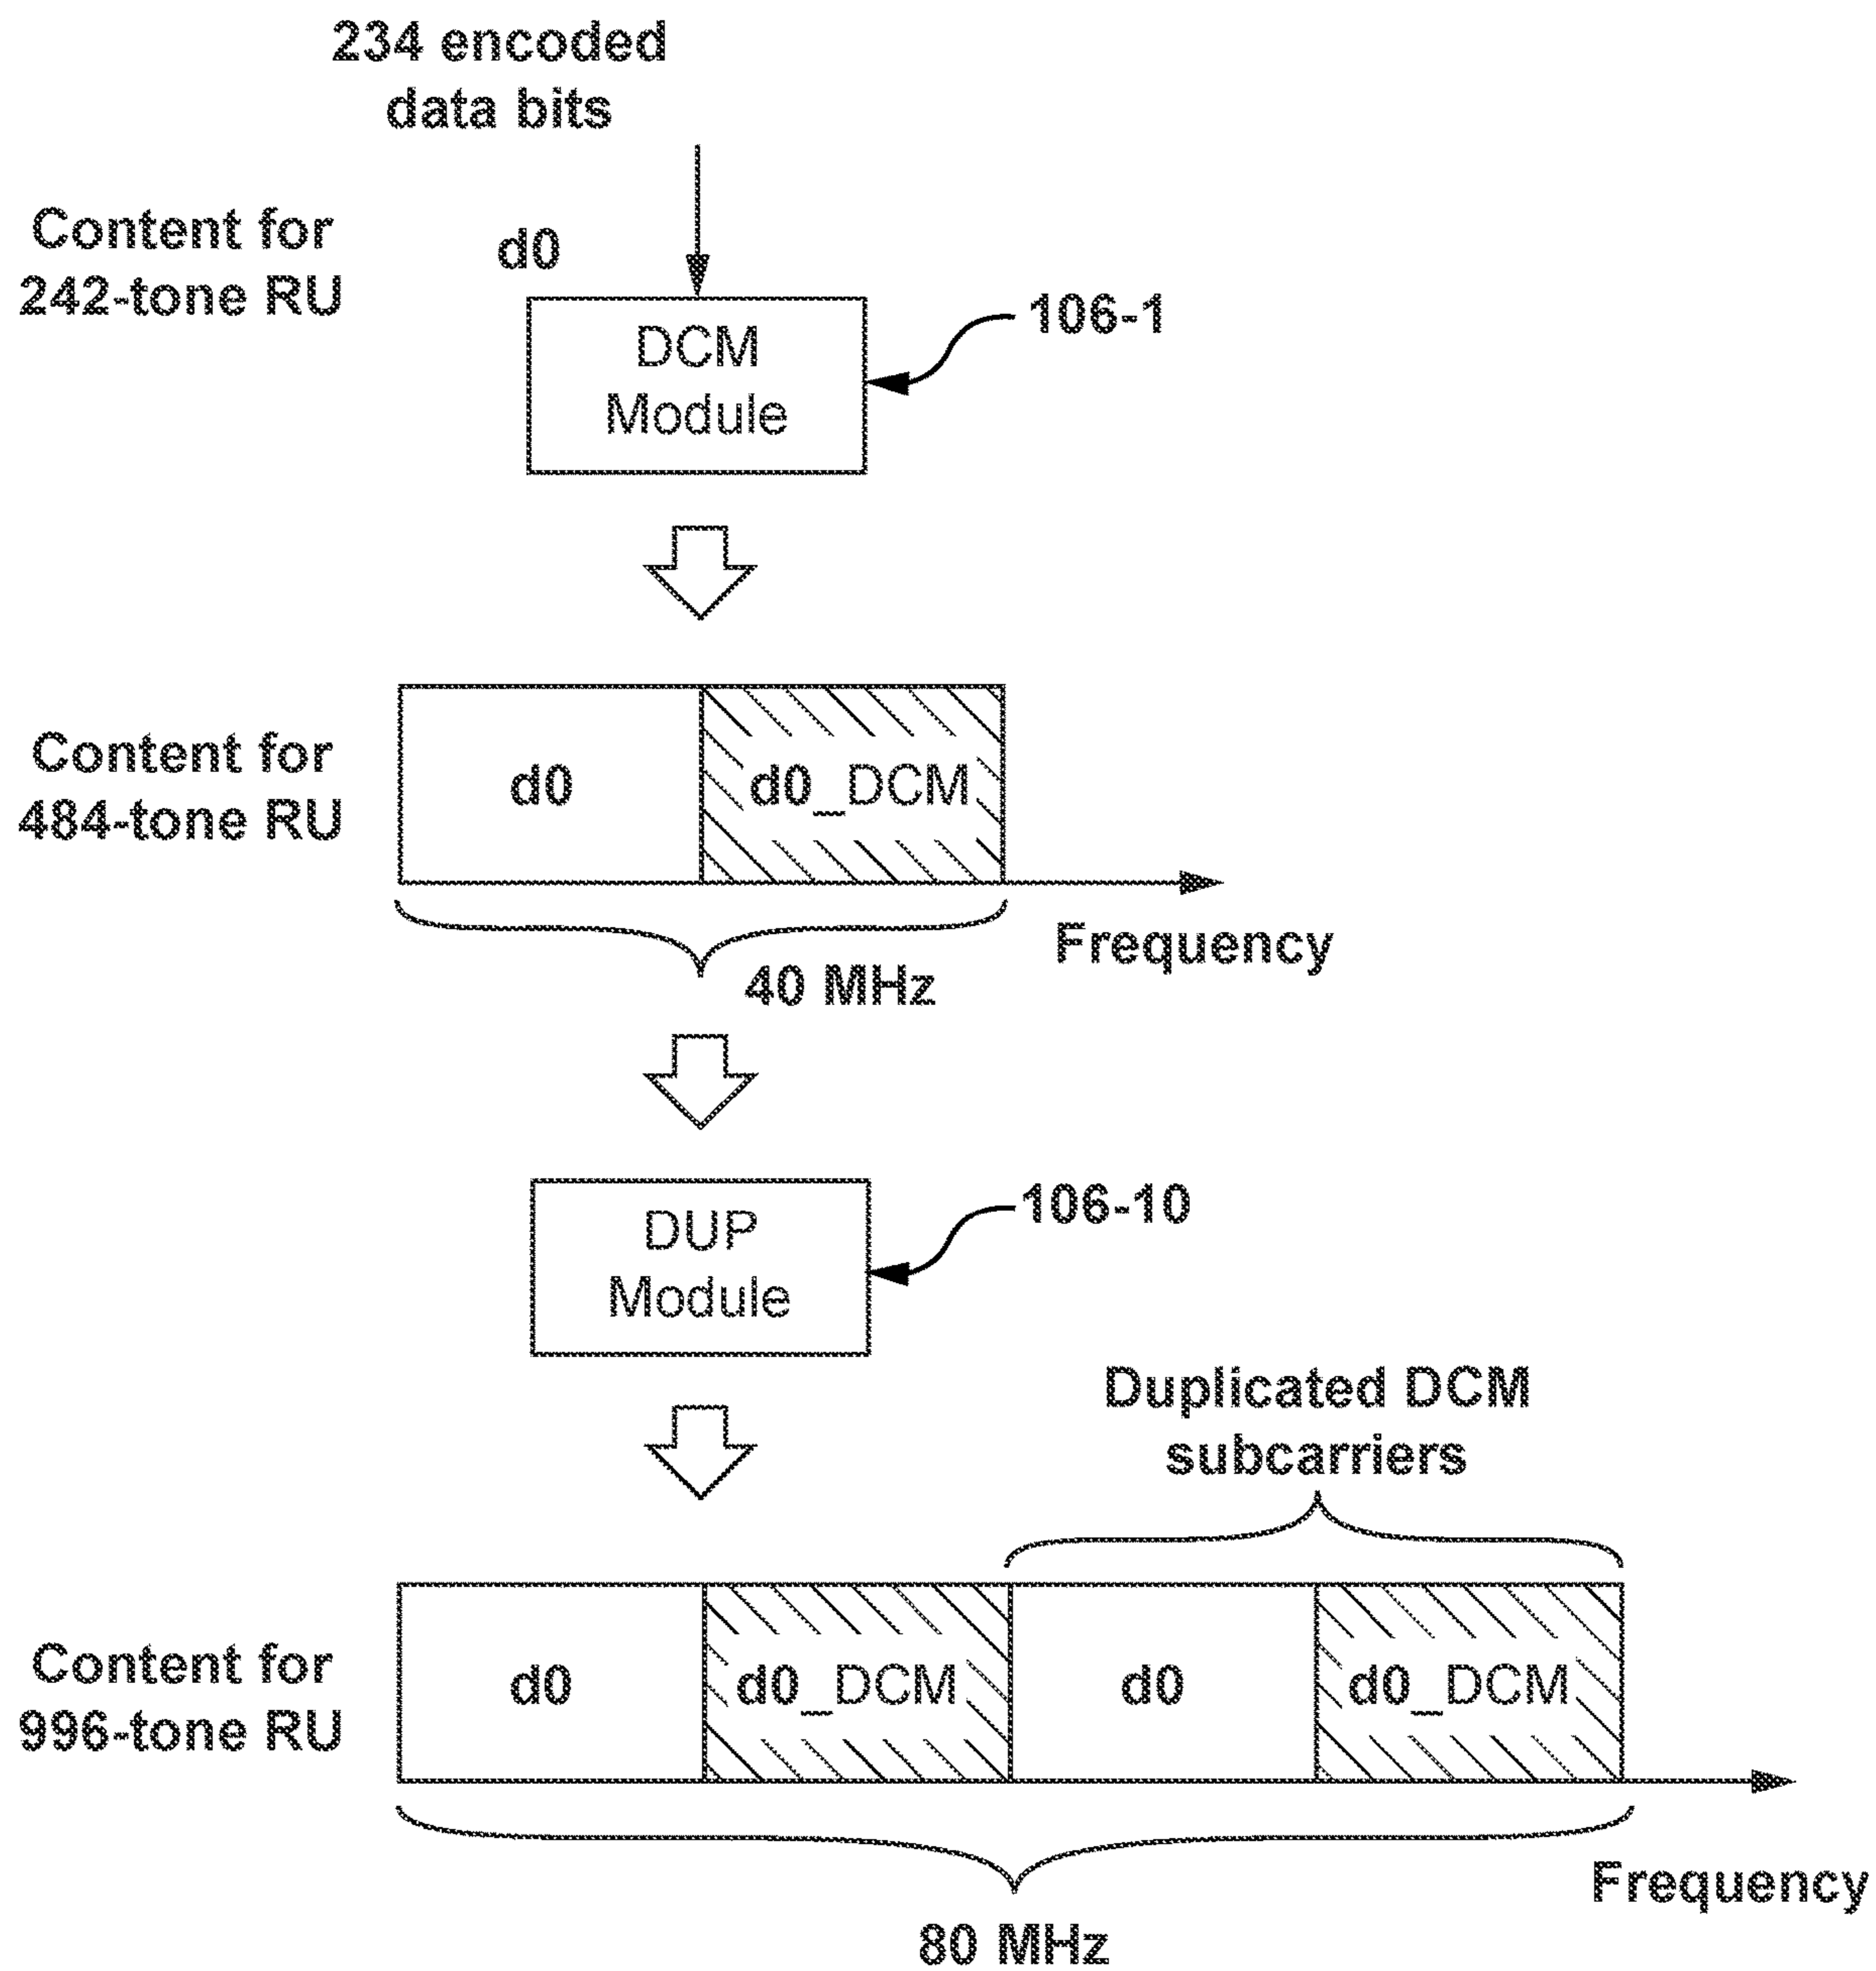 234 encoded
data bits
Content for
242-tone RU
d0
DCM
Module
106-1
Content for
484-tone RU
d0
d0_DCM
Frequency
40 MHz
DUP
Module
106-10
Duplicated DCM
subcarriers
Content for
996-tone RU
d0
d0_DCM
d0
d0_DCM
Frequency
80 MHz